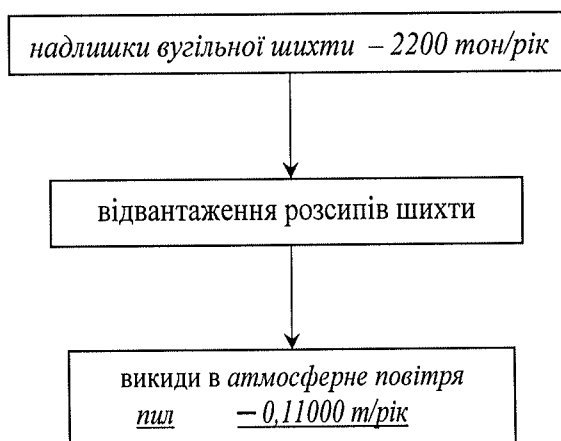 надлишки вугільної шихти – 2200 тон/рік
відвантаження розсипів шихти
викиди в атмосферне повітря
пил – 0,11000 т/рік